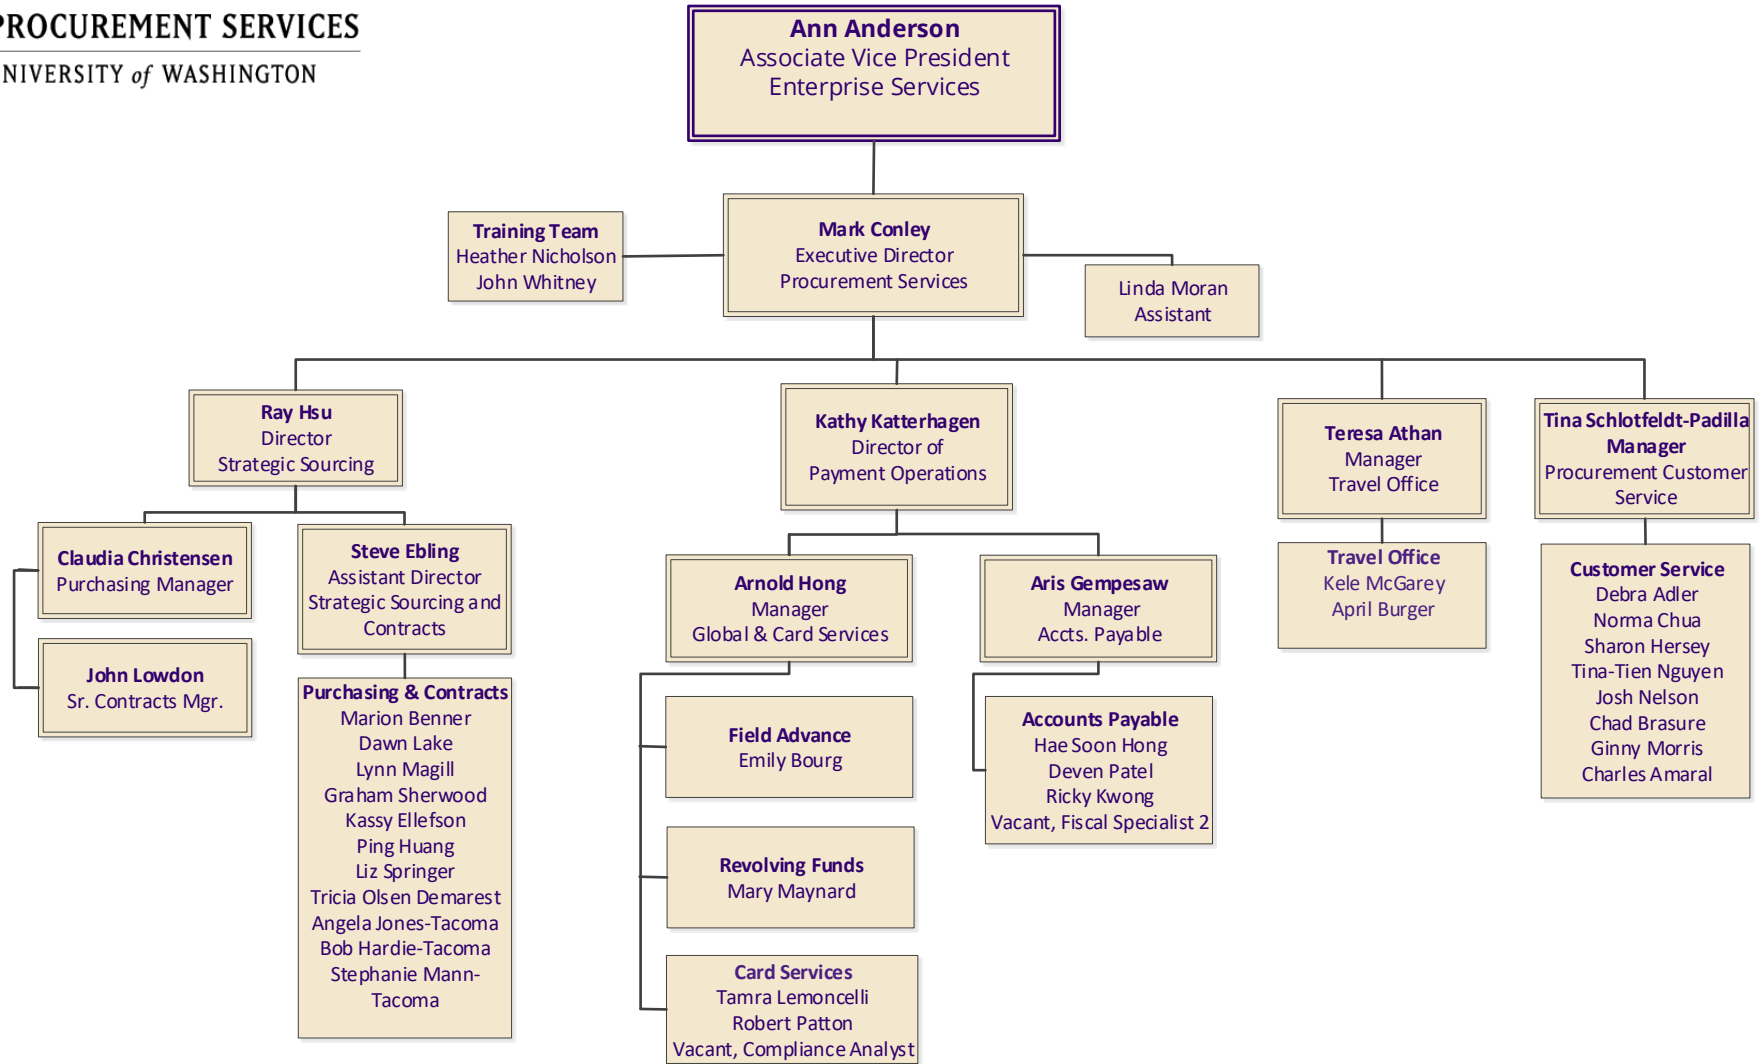 PROCUREMENT SERVICES
NIVERSITY of WASHINGTON
Ann Anderson
Associate Vice President
Enterprise Services
Training Team
Heather Nicholson
John Whitney
Mark Conley
Executive Director
Procurement Services
Linda Moran
Assistant
Ray Hsu
Director
Strategic Sourcing
Kathy Katterhagen
Director of
Payment Operations
Teresa Athan
Manager
Travel Office
Tina Schlotfeldt-Padilla
Manager
Procurement Customer
Service
Claudia Christensen
Purchasing Manager
John Lowdon
Sr. Contracts Mgr.
Steve Ebling
Assistant Director
Strategic Sourcing and
Contracts
Purchasing & Contracts
Marion Benner
Dawn Lake
Lynn Magill
Graham Sherwood
Kassy Ellefson
Ping Huang
Liz Springer
Tricia Olsen Demarest
Angela Jones-Tacoma
Bob Hardie-Tacoma
Stephanie Mann-
Tacoma
Arnold Hong
Manager
Global & Card Services
Field Advance
Emily Bourg
Revolving Funds
Mary Maynard
Card Services
Tamra Lemoncelli
Robert Patton
Vacant, Compliance Analyst
Aris Gempesaw
Manager
Accts. Payable
Accounts Payable
Hae Soon Hong
Deven Patel
Ricky Kwong
Vacant, Fiscal Specialist 2
Travel Office
Kele McGarey
April Burger
Customer Service
Debra Adler
Norma Chua
Sharon Hersey
Tina-Tien Nguyen
Josh Nelson
Chad Brasure
Ginny Morris
Charles Amaral